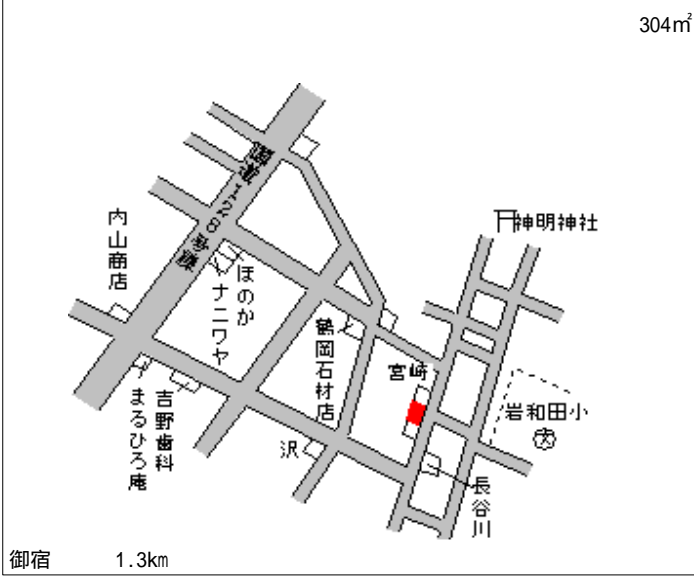 304㎡
国道128号線
内山商店
ほのか
ナニワヤ
神明神社
鶴岡石材店
宮崎
岩和田小
文
まるひろ庵
吉野歯科
沢
長谷川
御宿 1.3km